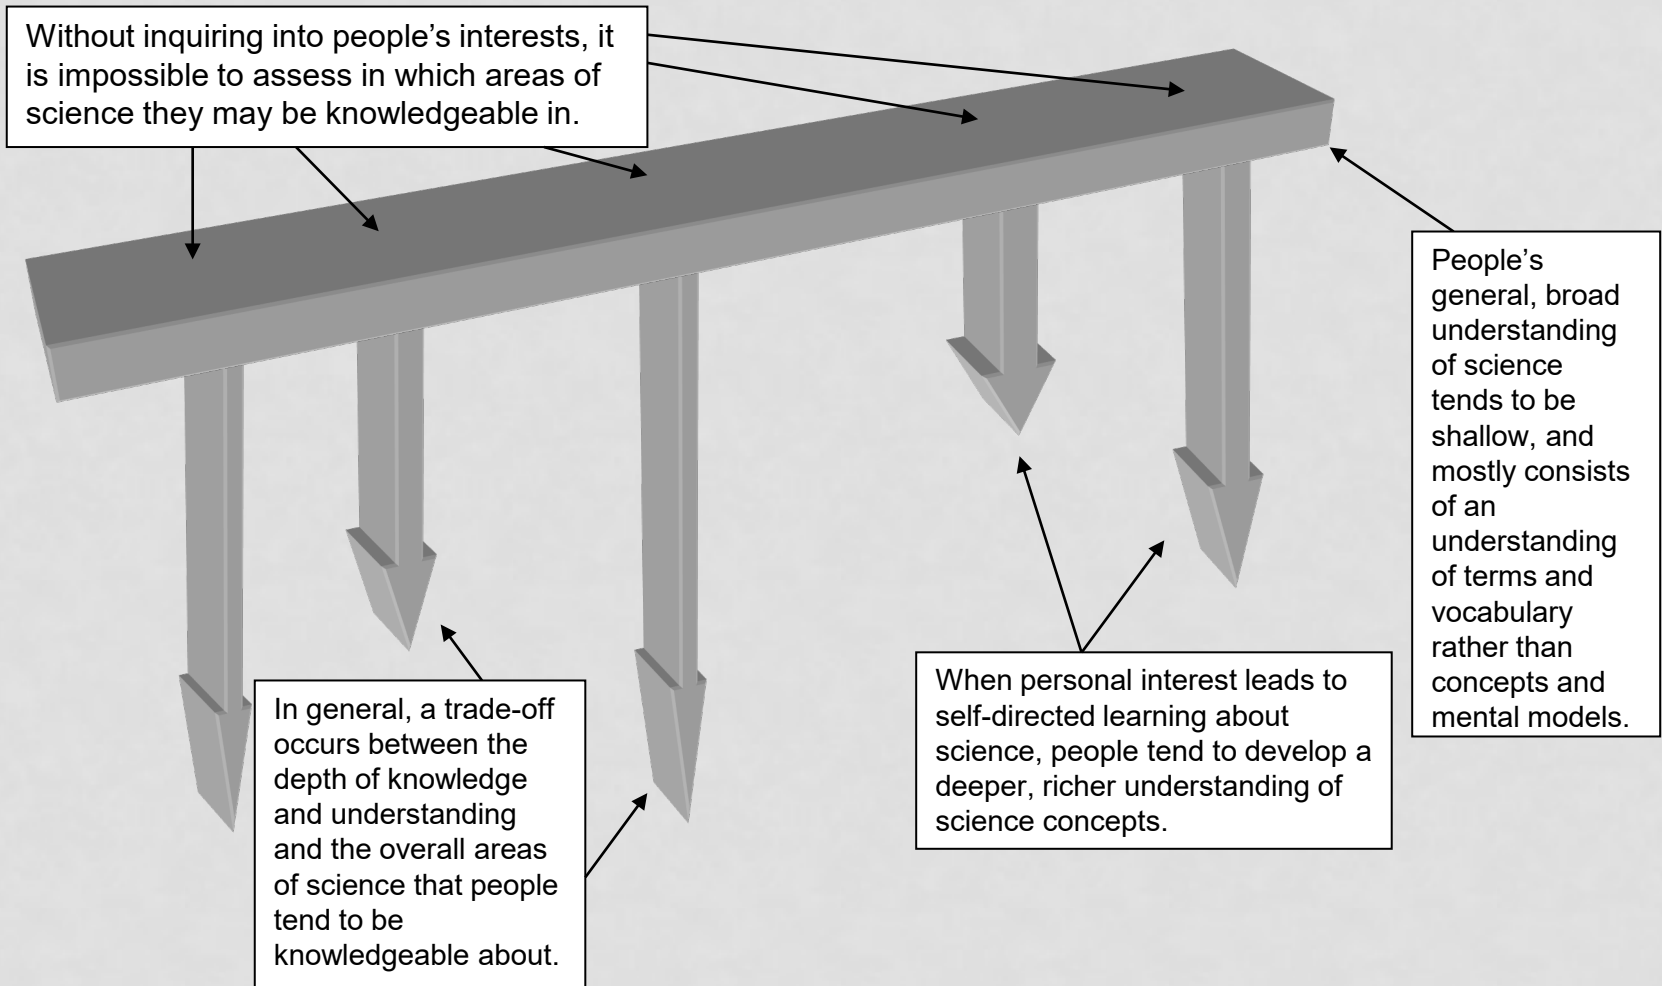 Without inquiring into people’s interests, it
is impossible to assess in which areas of
science they may be knowledgeable in.
People’s
general, broad
understanding
of science
tends to be
shallow, and
mostly consists
of an
understanding
of terms and
vocabulary
rather than
concepts and
mental models.
When personal interest leads to
self-directed learning about
science, people tend to develop a
deeper, richer understanding of
science concepts.
In general, a trade-off
occurs between the
depth of knowledge
and understanding
and the overall areas
of science that people
tend to be
knowledgeable about.